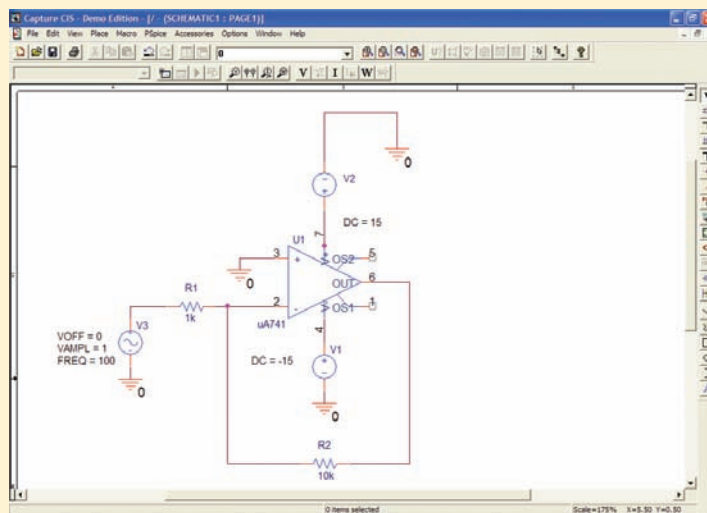 Capture CIS - Demo Edition - [/ - (SCHEMATIC1 : PAGE1)]
File Edit View Place Macro PSpice Accessories Options Window Help
0
V I W
0
V2
DC = 15
7
U1
3
+
V+
OS2
5
0
OUT
6
R1
2
-
V-
OS1
1
1k
uA741
4
V3
VOFF = 0
VAMPL = 1
FREQ = 100
V1
DC = -15
0
0
R2
10k
0 items selected
Scale=175% X=5.50 Y=0.50